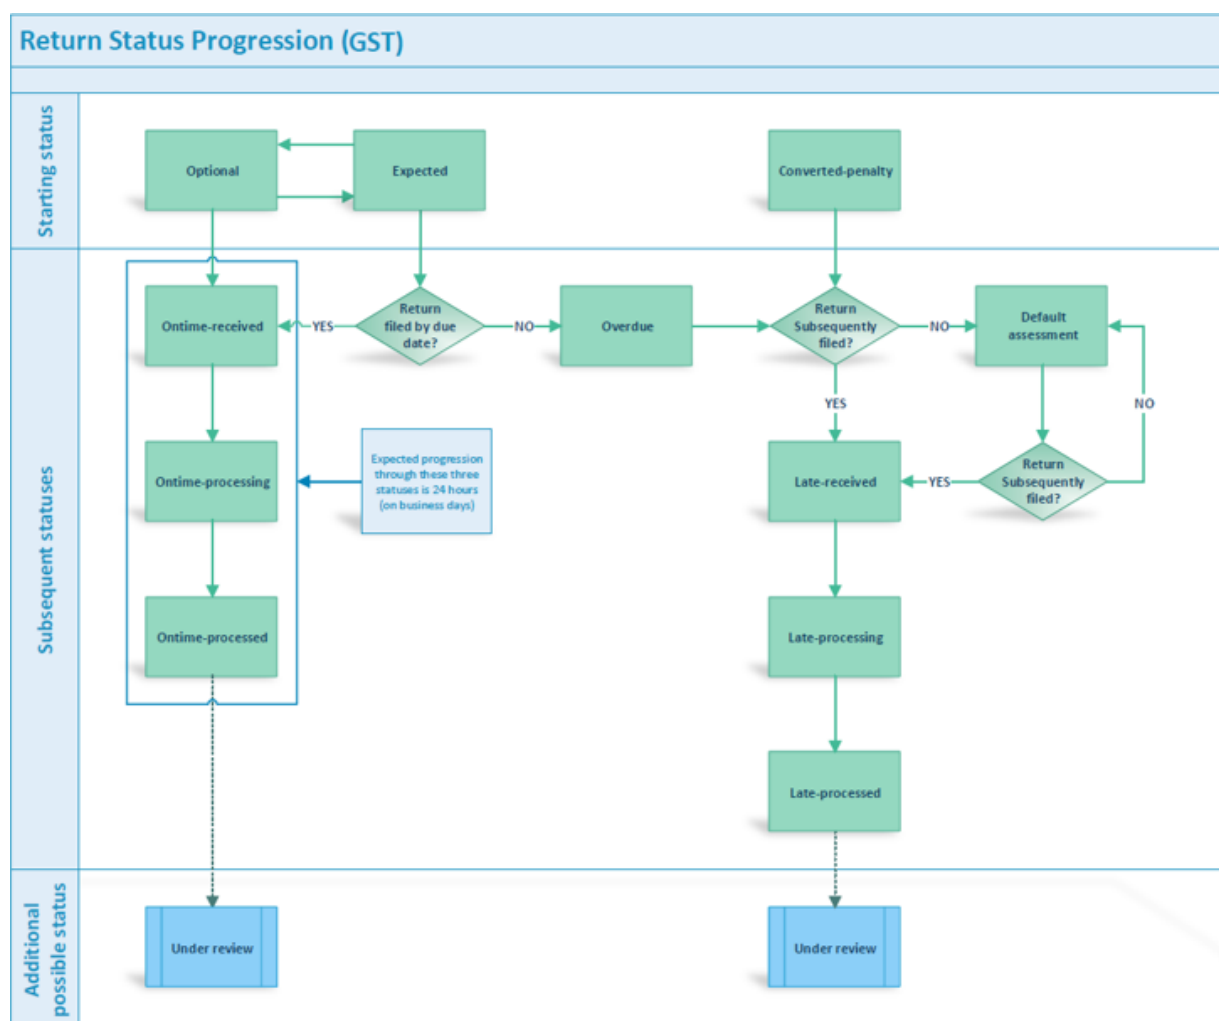 Return Status Progression (GST)
Starting status
Optional
Expected
Converted-penalty
Subsequent statuses
Ontime-received
YES
Return
filed by due
date?
NO
Overdue
Return
Subsequently
filed?
NO
Default
assessment
YES
NO
Ontime-processing
Expected progression
through these three
statuses is 24 hours
(on business days)
Late-received
YES
Return
Subsequently
filed?
Ontime-processed
Late-processing
Late-processed
Additional
possible status
Under review
Under review